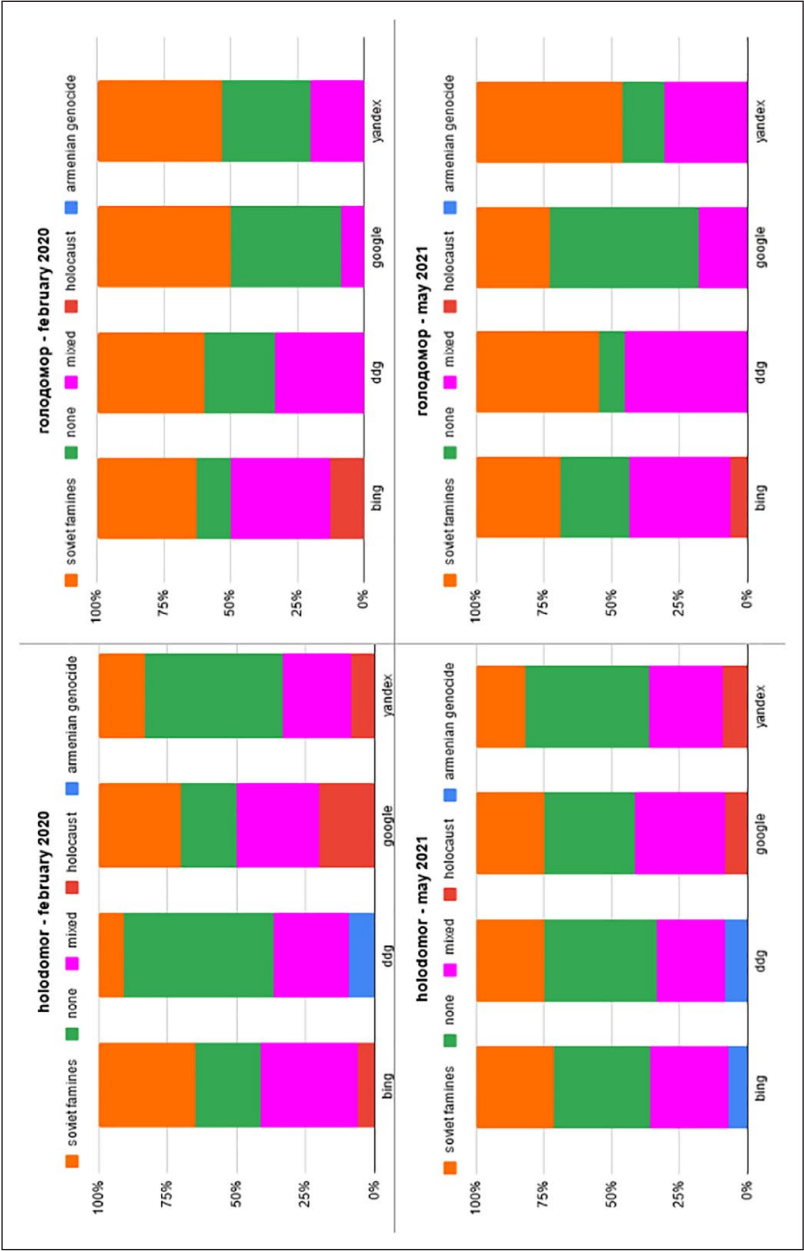 holodomor - february 2020
soviet famines none mixed holocaust armenian genocide
100%
75%
50%
25%
0%
bing ddg google yandex
голодомор - february 2020
soviet famines none mixed holocaust armenian genocide
100%
75%
50%
25%
0%
bing ddg google yandex
holodomor - may 2021
soviet famines none mixed holocaust armenian genocide
100%
75%
50%
25%
0%
bing ddg google yandex
голодомор - may 2021
soviet famines none mixed holocaust armenian genocide
100%
75%
50%
25%
0%
bing ddg google yandex